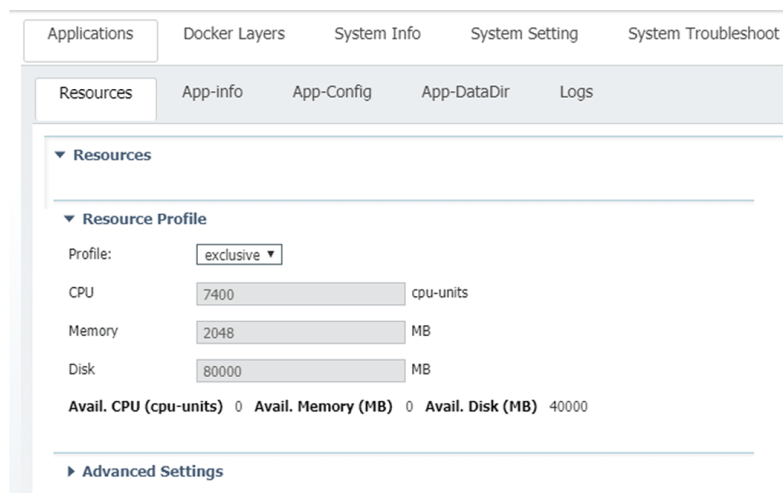 Applications Docker Layers System Info System Setting System Troubleshoot
Resources App-info App-Config App-DataDir Logs
Resources
Resource Profile
Profile: exclusive
CPU 7400 cpu-units
Memory 2048 MB
Disk 80000 MB
Avail. CPU (cpu-units) 0 Avail. Memory (MB) 0 Avail. Disk (MB) 40000
Advanced Settings